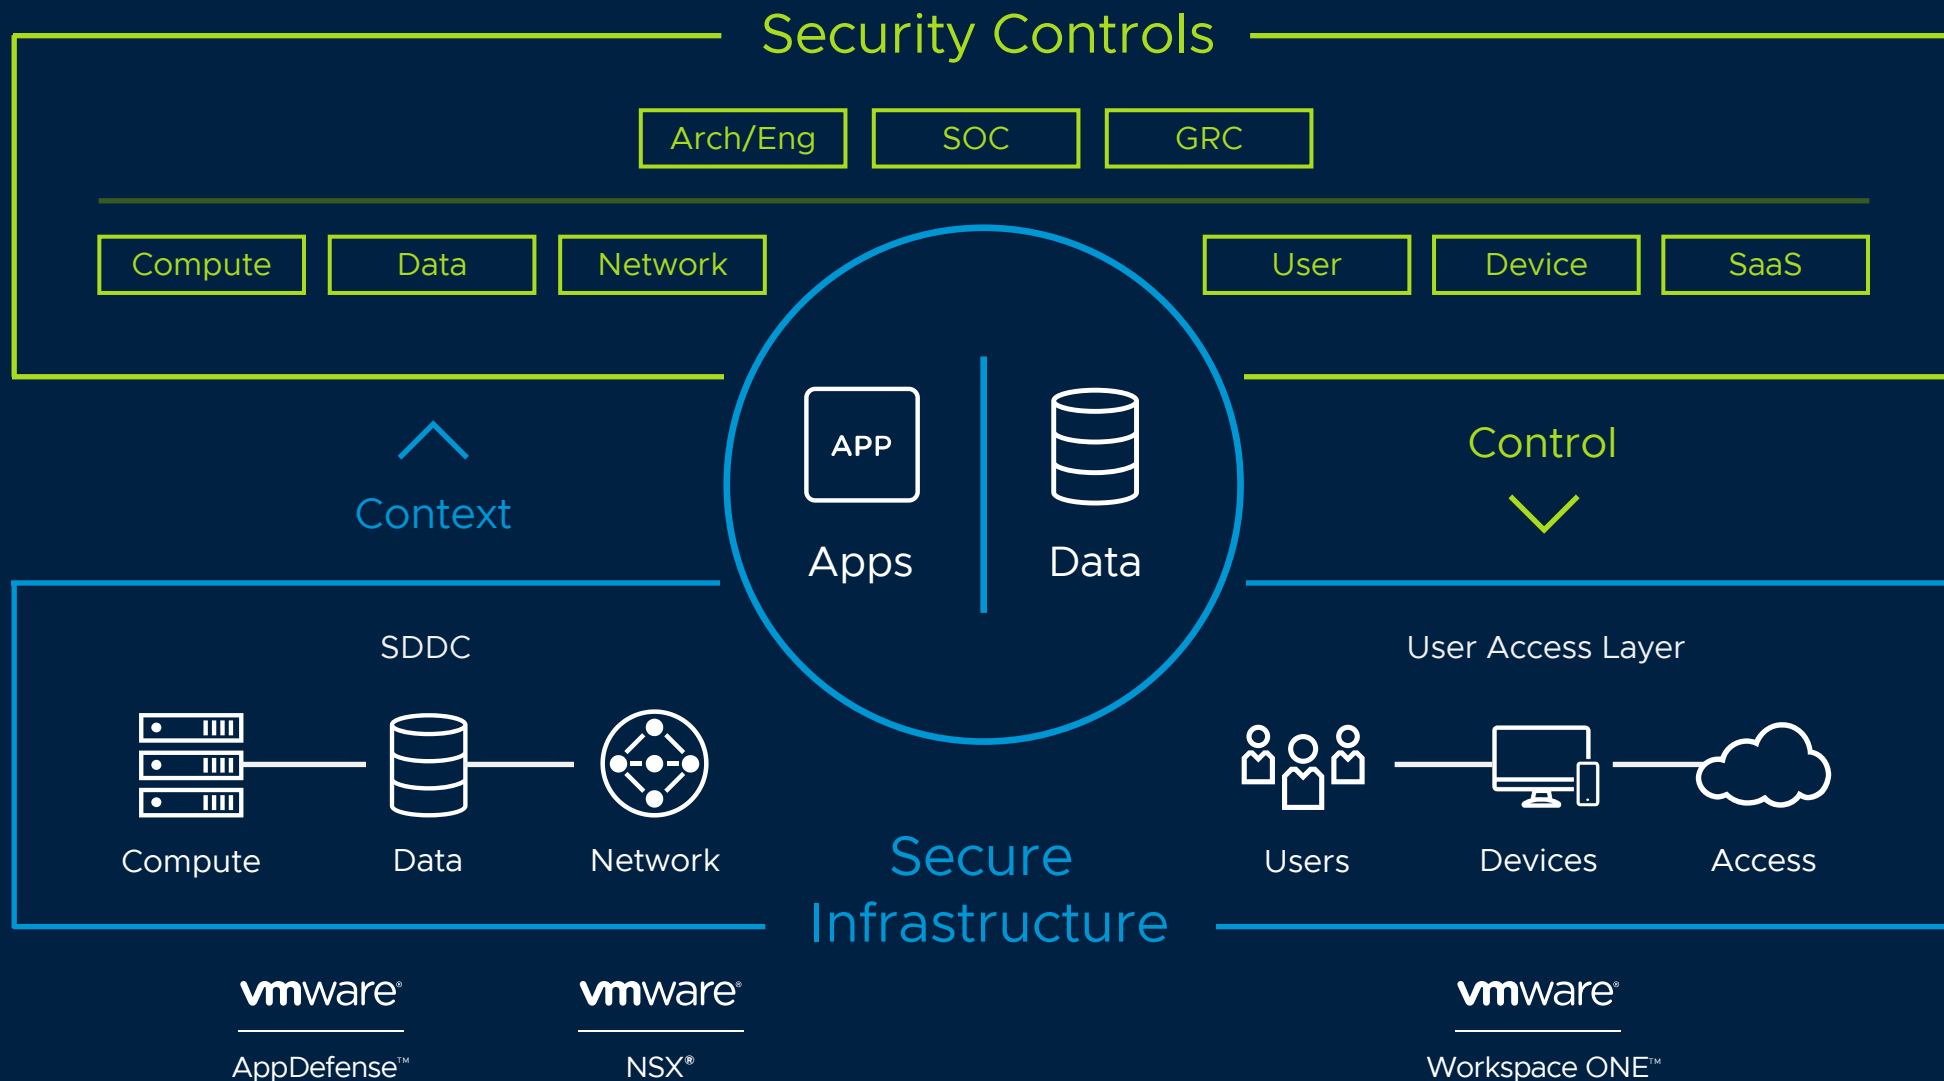 Security Controls
Arch/Eng SOC GRC
Compute Data Network User Device SaaS
APP
Apps Data
Context
Control
SDDC
User Access Layer
Compute Data Network
Users Devices Access
Secure
Infrastructure
vmware® vmware® vmware®
AppDefense™ NSX® Workspace ONE™